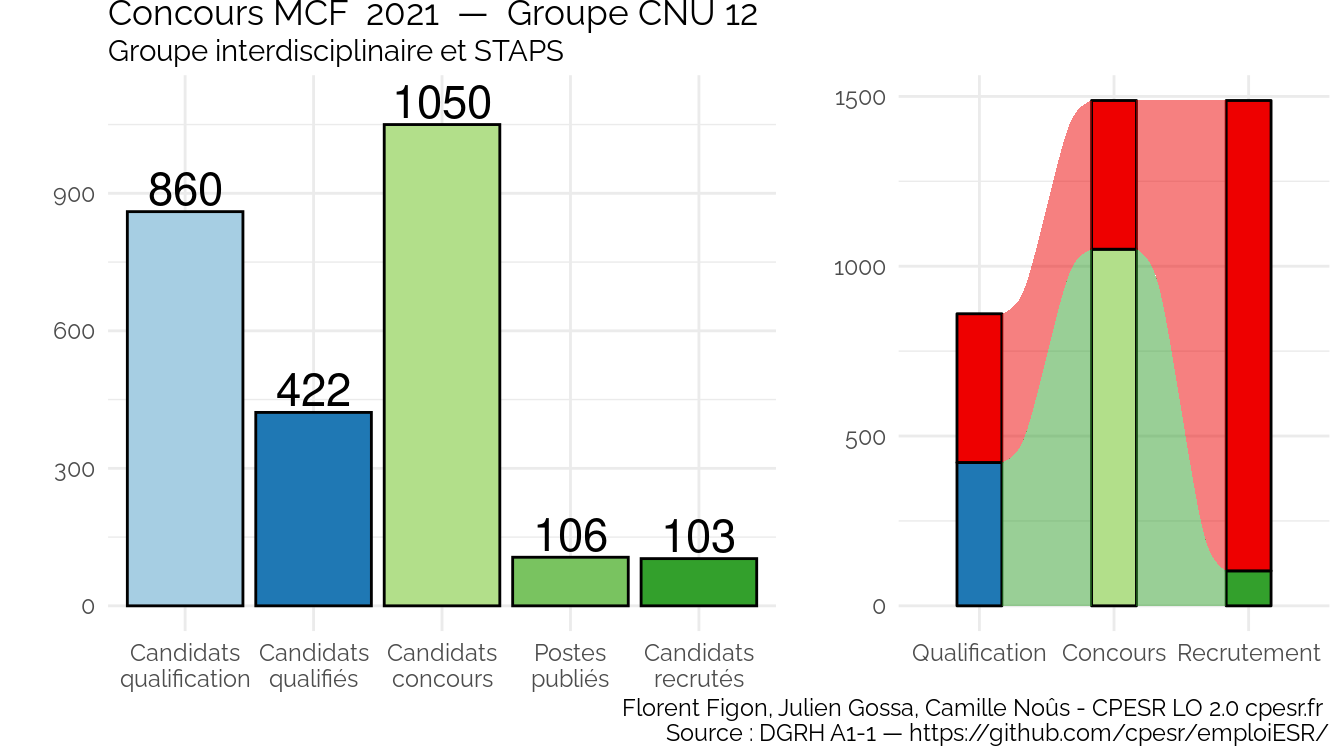 Concours MCF 2021 — Groupe CNU 12
Groupe interdisciplinaire et STAPS
900
600
300
0
860
422
1050
106
103
Candidats
qualification
Candidats
qualifiés
Candidats
concours
Postes
publiés
Candidats
recrutés
1500
1000
500
0
Qualification
Concours
Recrutement
Florent Figon, Julien Gossa, Camille Noûs - CPESR LO 2.0 cpesr.fr
Source : DGRH A1-1 — https://github.com/cpesr/emploiESR/